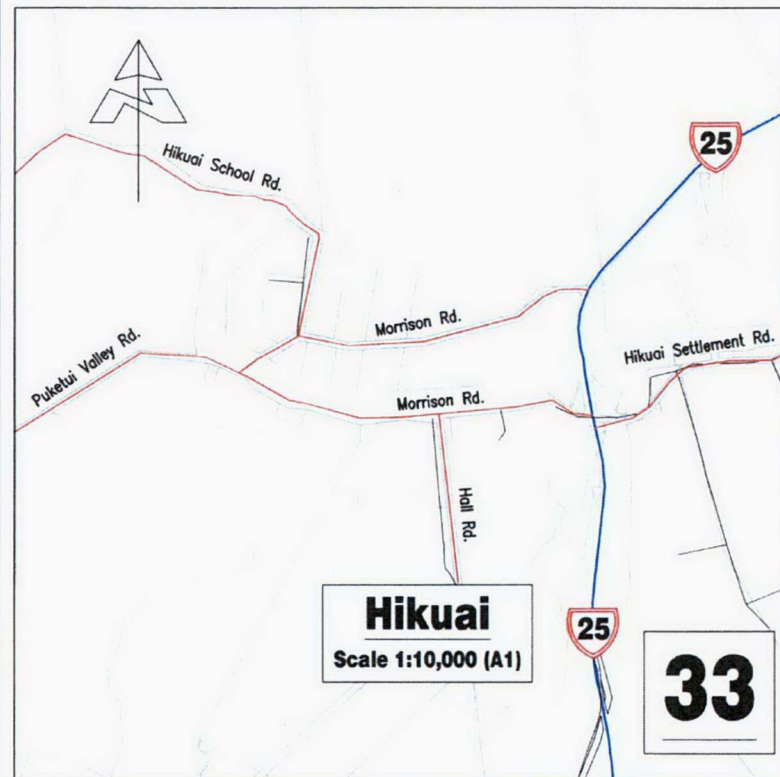 25
Hikuai School Rd.
Morrison Rd.
Hikuai Settlement Rd.
Puketui Valley Rd.
Morrison Rd.
Hall Rd.
Hikuai
Scale 1:10,000 (A1)
25
33